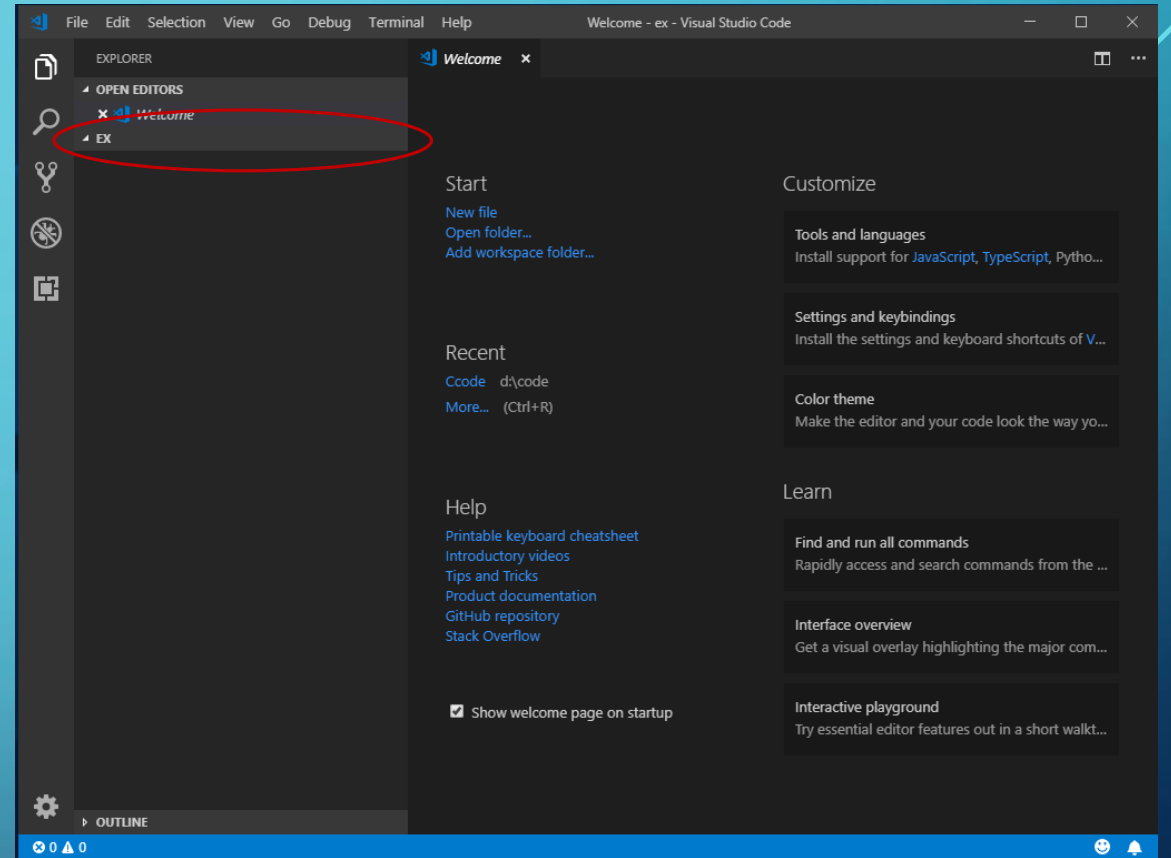 File Edit Selection View Go Debug Terminal Help Welcome - ex - Visual Studio Code
EXPLORER
OPEN EDITORS
Welcome
EX
OUTLINE
Welcome
Start
New file
Open folder...
Add workspace folder...
Recent
Ccode d:\code
More... (Ctrl+R)
Help
Printable keyboard cheatsheet
Introductory videos
Tips and Tricks
Product documentation
GitHub repository
Stack Overflow
Show welcome page on startup
Customize
Tools and languages
Install support for JavaScript, TypeScript, Pytho...
Settings and keybindings
Install the settings and keyboard shortcuts of V...
Color theme
Make the editor and your code look the way yo...
Learn
Find and run all commands
Rapidly access and search commands from the ...
Interface overview
Get a visual overlay highlighting the major com...
Interactive playground
Try essential editor features out in a short walkt...
0 0